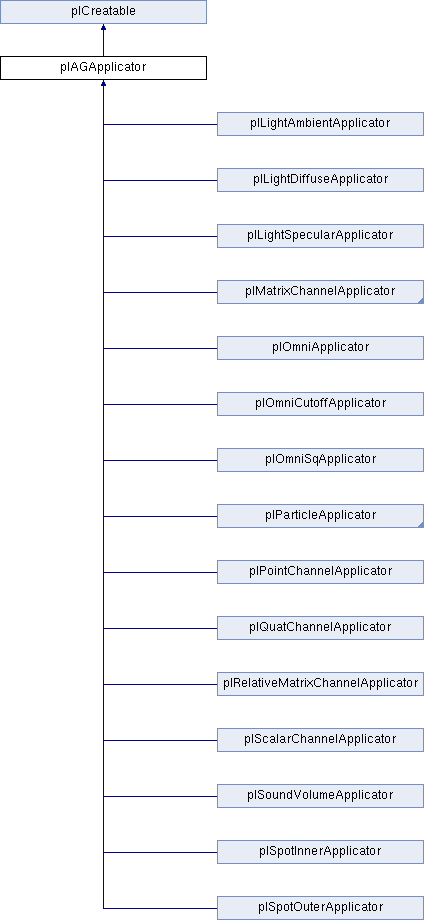 plCreatable
plAGApplicator
plLightAmbientApplicator
plLightDiffuseApplicator
plLightSpecularApplicator
plMatrixChannelApplicator
plOmniApplicator
plOmniCutoffApplicator
plOmniSqApplicator
plParticleApplicator
plPointChannelApplicator
plQuatChannelApplicator
plRelativeMatrixChannelApplicator
plScalarChannelApplicator
plSoundVolumeApplicator
plSpotInnerApplicator
plSpotOuterApplicator